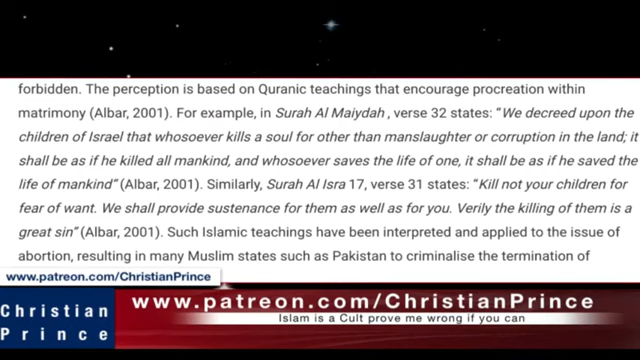 forbidden. The perception is based on Quranic teachings that encourage procreation within
matrimony (Albar, 2001). For example, in Surah Al Maiydah , verse 32 states: “We decreed upon the
children of Israel that whosoever kills a soul for other than manslaughter or corruption in the land; it
shall be as if he killed all mankind, and whosoever saves the life of one, it shall be as if he saved the
life of mankind” (Albar, 2001). Similarly, Surah Al Isra 17, verse 31 states: “Kill not your children for
fear of want. We shall provide sustenance for them as well as for you. Verily the killing of them is a
great sin” (Albar, 2001). Such Islamic teachings have been interpreted and applied to the issue of
abortion, resulting in many Muslim states such as Pakistan to criminalise the termination of
www.patreon.com/ChristianPrince
Christian
Prince
www.patreon.com/ChristianPrince
Islam is a Cult prove me wrong if you can